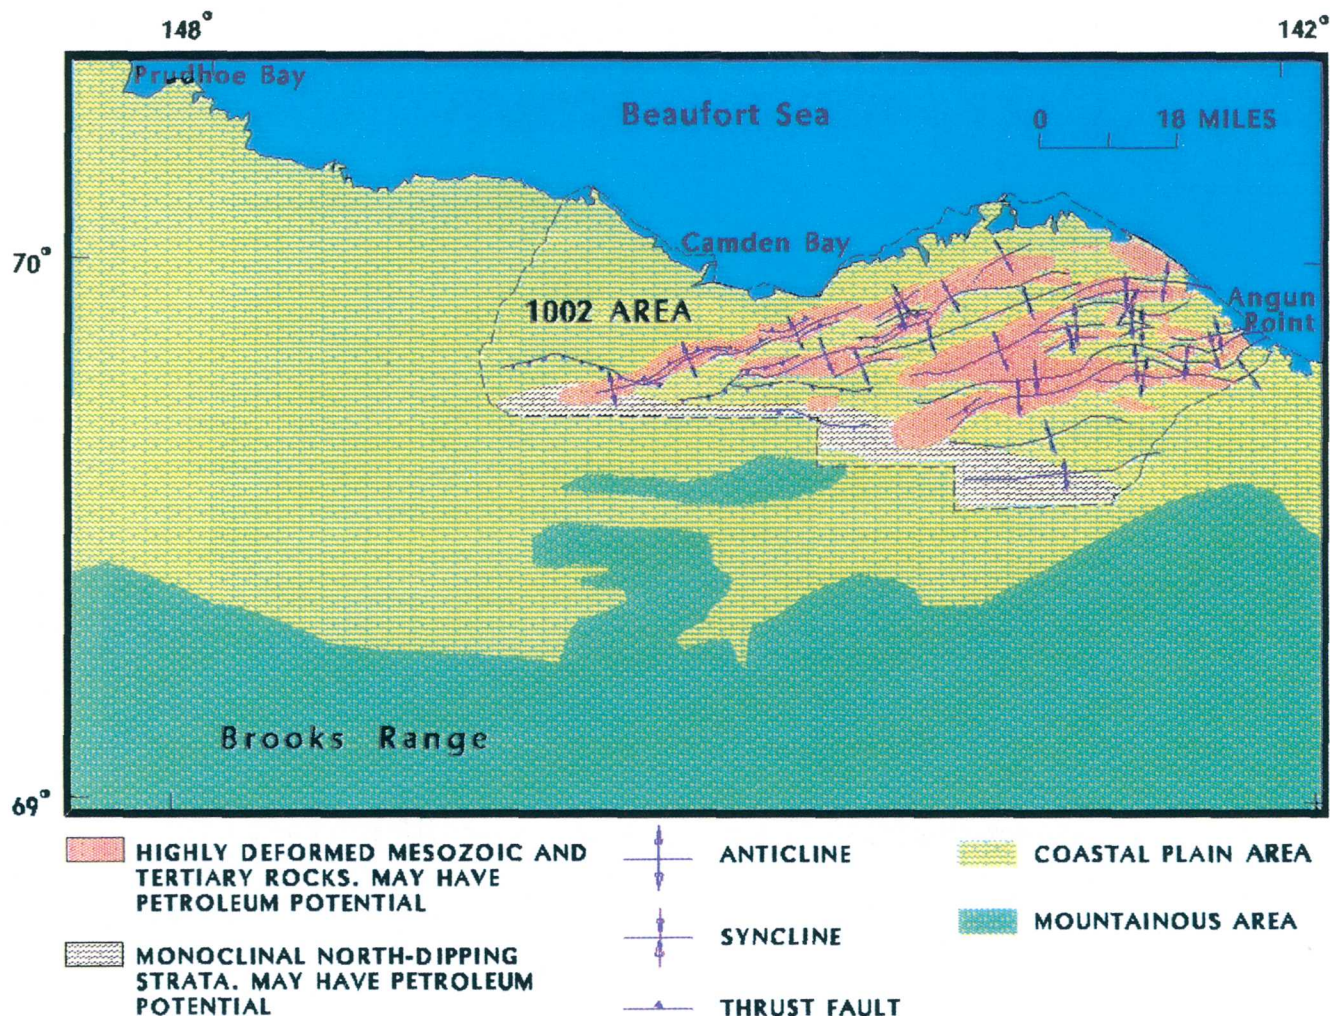 148° 142°
Prudhoe Bay
Beaufort Sea
0 18 MILES
70°
Camden Bay
1002 AREA
Angun
Point
Brooks Range
69°
HIGHLY DEFORMED MESOZOIC AND
TERTIARY ROCKS. MAY HAVE
PETROLEUM POTENTIAL
MONOCLINAL NORTH-DIPPING
STRATA. MAY HAVE PETROLEUM
POTENTIAL
ANTICLINE
SYNCLINE
THRUST FAULT
COASTAL PLAIN AREA
MOUNTAINOUS AREA